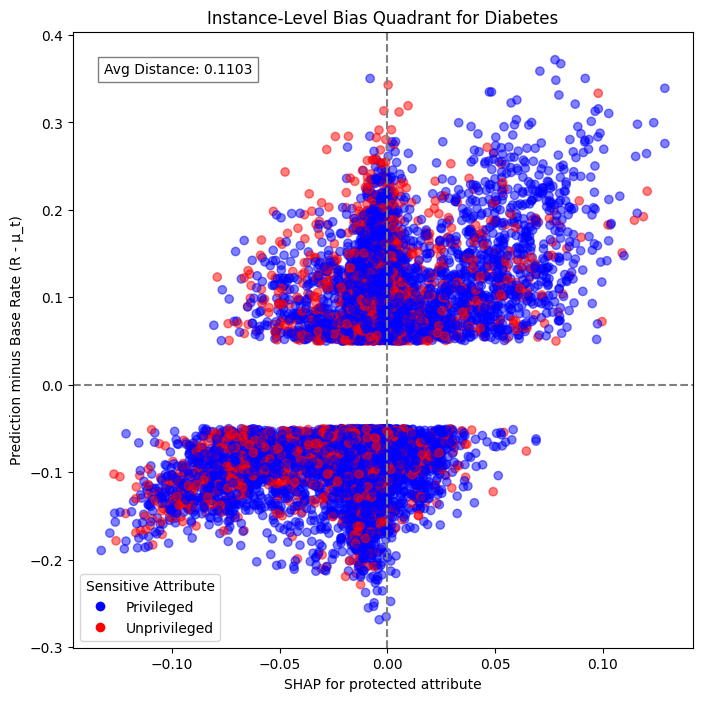 Instance-Level Bias Quadrant for Diabetes
Avg Distance: 0.1103
Prediction minus Base Rate (R - μ_t)
0.4
0.3
0.2
0.1
0.0
−0.1
−0.2
−0.3
Sensitive Attribute
Privileged
Unprivileged
−0.10
−0.05
0.00
0.05
0.10
SHAP for protected attribute